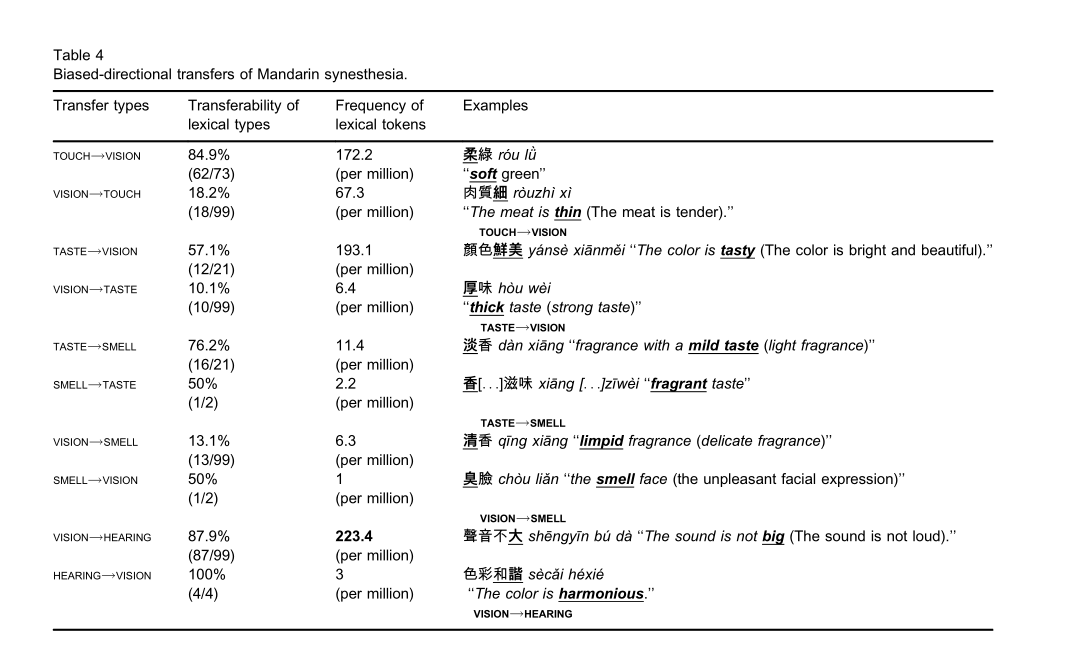 Table 4
Biased-directional transfers of Mandarin synesthesia.
Transfer types Transferability of lexical types Frequency of lexical tokens Examples
TOUCH→VISION 84.9% 172.2 柔綠 róu lǜ
(62/73) (per million) ‘‘soft green’’
VISION→TOUCH 18.2% 67.3 肉質細 ròuzhì xì
(18/99) (per million) ‘‘The meat is thin (The meat is tender).’’
TOUCH→VISION
TASTE→VISION 57.1% 193.1 顏色鮮美 yánsè xiānměi ‘‘The color is tasty (The color is bright and beautiful).’’
(12/21) (per million)
VISION→TASTE 10.1% 6.4 厚味 hòu wèi
(10/99) (per million) ‘‘thick taste (strong taste)’’
TASTE→VISION
TASTE→SMELL 76.2% 11.4 淡香 dàn xiāng ‘‘fragrance with a mild taste (light fragrance)’’
(16/21) (per million)
SMELL→TASTE 50% 2.2 香[...]滋味 xiāng [...]zīwèi ‘‘fragrant taste’’
(1/2) (per million)
TASTE→SMELL
VISION→SMELL 13.1% 6.3 清香 qīng xiāng ‘‘limpid fragrance (delicate fragrance)’’
(13/99) (per million)
SMELL→VISION 50% 1 臭臉 chòu liǎn ‘‘the smell face (the unpleasant facial expression)’’
(1/2) (per million)
VISION→SMELL
VISION→HEARING 87.9% 223.4 聲音不大 shēngyīn bú dà ‘‘The sound is not big (The sound is not loud).’’
(87/99) (per million)
HEARING→VISION 100% 3 色彩和諧 sècǎi héxié
(4/4) (per million) ‘‘The color is harmonious.’’
VISION→HEARING